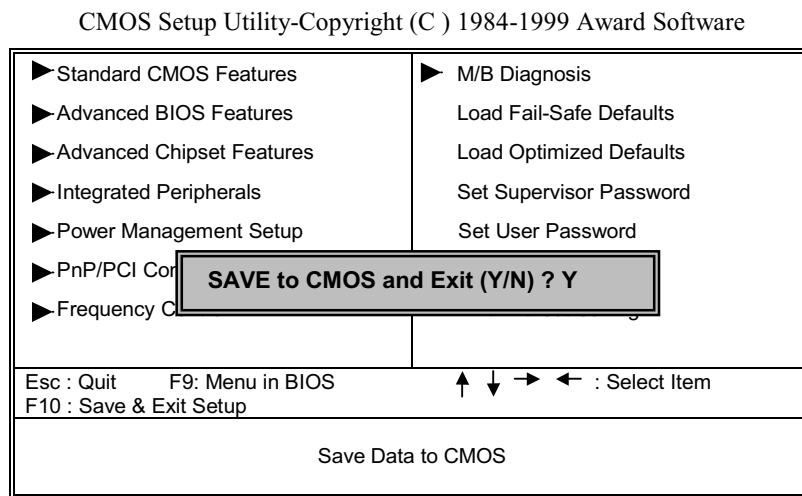 CMOS Setup Utility-Copyright (C ) 1984-1999 Award Software
Standard CMOS Features
Advanced BIOS Features
Advanced Chipset Features
Integrated Peripherals
Power Management Setup
PnP/PCI
Frequency
M/B Diagnosis
Load Fail-Safe Defaults
Load Optimized Defaults
Set Supervisor Password
Set User Password
SAVE to CMOS and Exit (Y/N) ? Y
Esc : Quit F9: Menu in BIOS
F10 : Save & Exit Setup
↑ ↓ → ← : Select Item
Save Data to CMOS